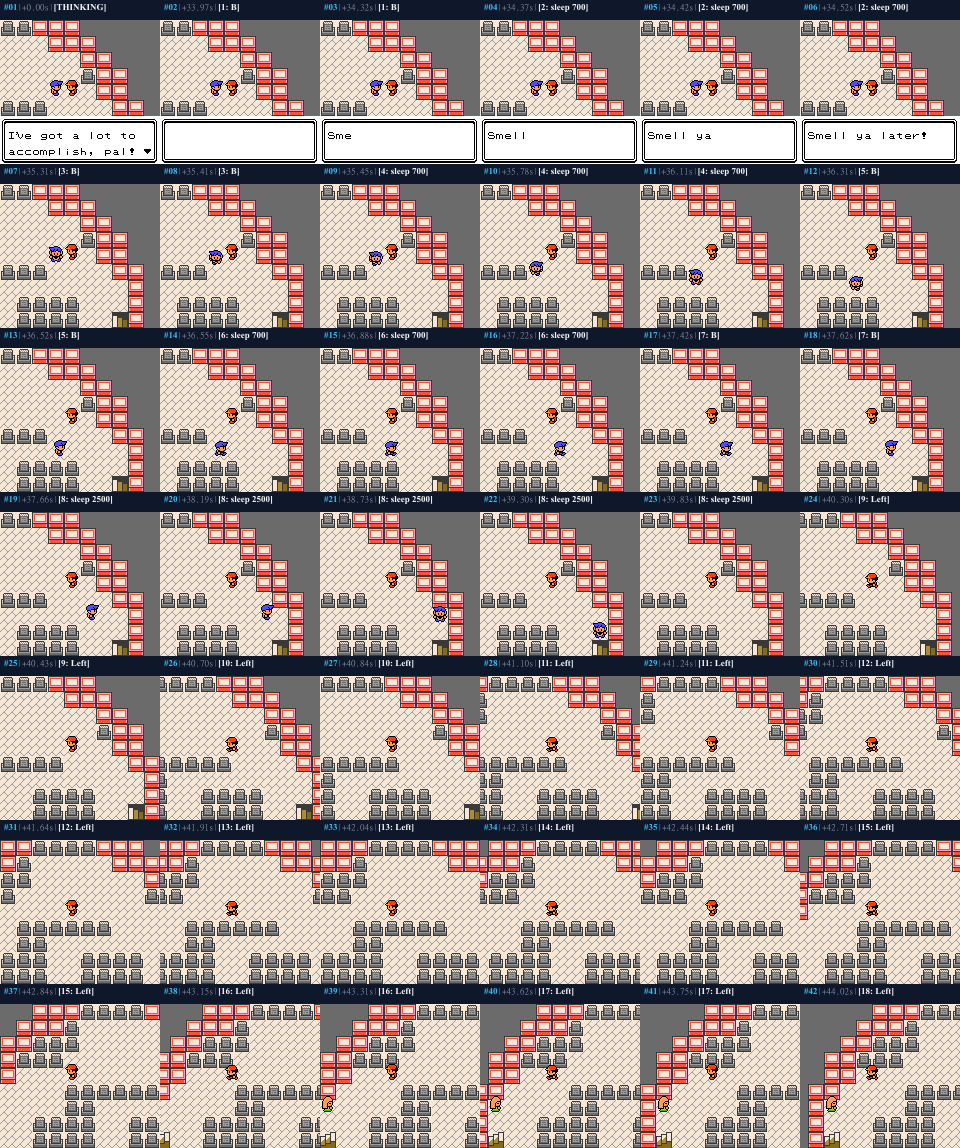 #01|+0.00s|[THINKING]
#02|+33.97s|[1: B]
#03|+34.32s|[1: B]
#04|+34.37s|[2: sleep 700]
#05|+34.42s|[2: sleep 700]
#06|+34.52s|[2: sleep 700]
I've got a lot to
accomplish, pal! ▼
Sme
Smell
Smell ya
Smell ya later!
#07|+35.31s|[3: B]
#08|+35.41s|[3: B]
#09|+35.45s|[4: sleep 700]
#10|+35.78s|[4: sleep 700]
#11|+36.11s|[4: sleep 700]
#12|+36.31s|[5: B]
#13|+36.52s|[5: B]
#14|+36.55s|[6: sleep 700]
#15|+36.88s|[6: sleep 700]
#16|+37.22s|[6: sleep 700]
#17|+37.42s|[7: B]
#18|+37.62s|[7: B]
#19|+37.66s|[8: sleep 2500]
#20|+38.19s|[8: sleep 2500]
#21|+38.73s|[8: sleep 2500]
#22|+39.30s|[8: sleep 2500]
#23|+39.83s|[8: sleep 2500]
#24|+40.30s|[9: Left]
#25|+40.43s|[9: Left]
#26|+40.70s|[10: Left]
#27|+40.84s|[10: Left]
#28|+41.10s|[11: Left]
#29|+41.24s|[11: Left]
#30|+41.51s|[12: Left]
#31|+41.64s|[12: Left]
#32|+41.91s|[13: Left]
#33|+42.04s|[13: Left]
#34|+42.31s|[14: Left]
#35|+42.44s|[14: Left]
#36|+42.71s|[15: Left]
#37|+42.84s|[15: Left]
#38|+43.15s|[16: Left]
#39|+43.31s|[16: Left]
#40|+43.62s|[17: Left]
#41|+43.75s|[17: Left]
#42|+44.02s|[18: Left]